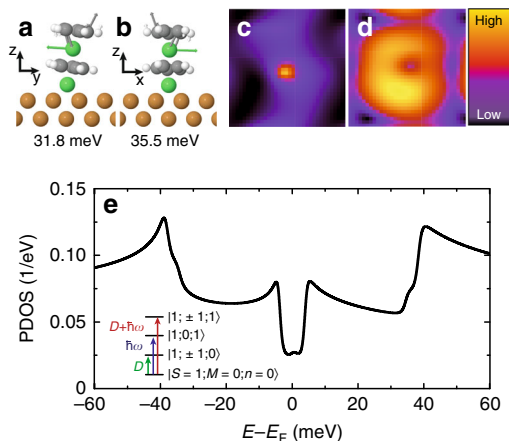 a b c d
z y z x
31.8 meV 35.5 meV
High
Low
e
PDOS (1/eV)
0.15
0.10
0.05
0.00
D+ħω |1; ± 1;1⟩
ħω |1;0;1⟩
D |1; ± 1;0⟩
|S = 1;M = 0;n = 0⟩
−60 −40 −20 0 20 40 60
E–E_F (meV)